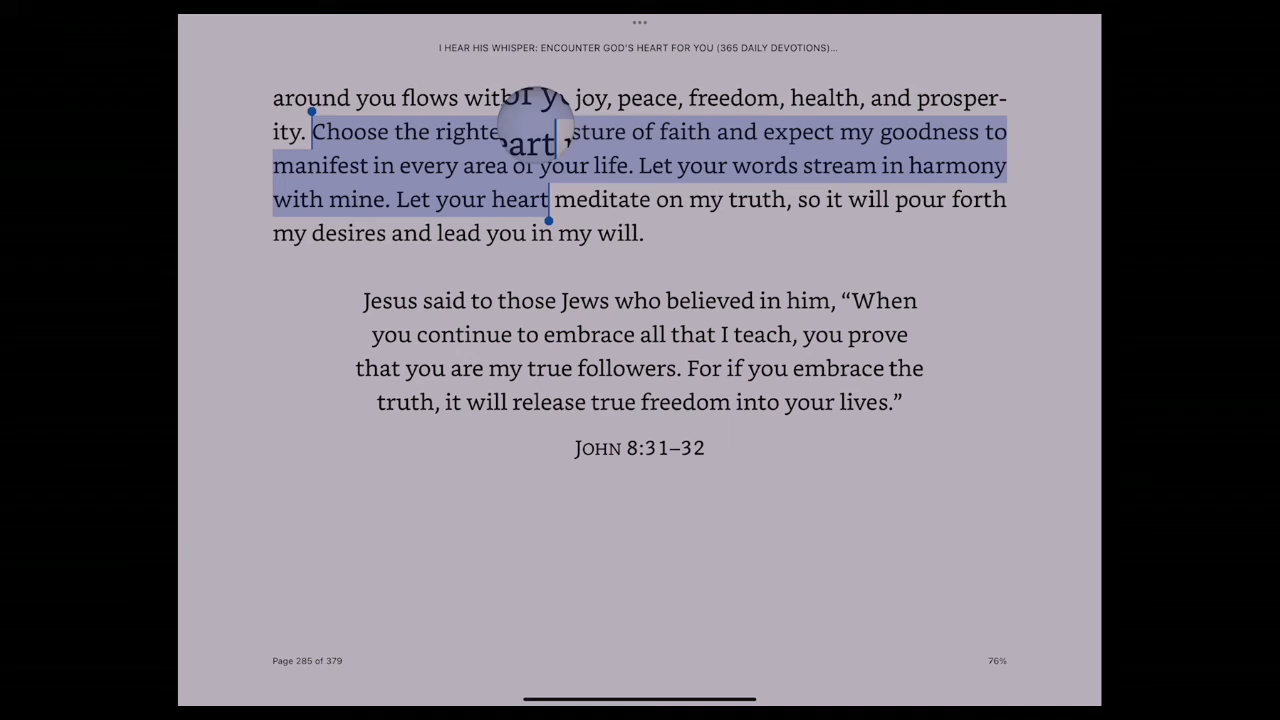 I HEAR HIS WHISPER: ENCOUNTER GOD'S HEART FOR YOU (365 DAILY DEVOTIONS)...
around you flows with joy, peace, freedom, health, and prosper-
ity. Choose the sture of faith and expect my goodness to
manifest in every area of your life. Let your words stream in harmony
with mine. Let your heart meditate on my truth, so it will pour forth
my desires and lead you in my will.
Jesus said to those Jews who believed in him, “When
you continue to embrace all that I teach, you prove
that you are my true followers. For if you embrace the
truth, it will release true freedom into your lives.”
JOHN 8:31–32
Page 285 of 379
76%